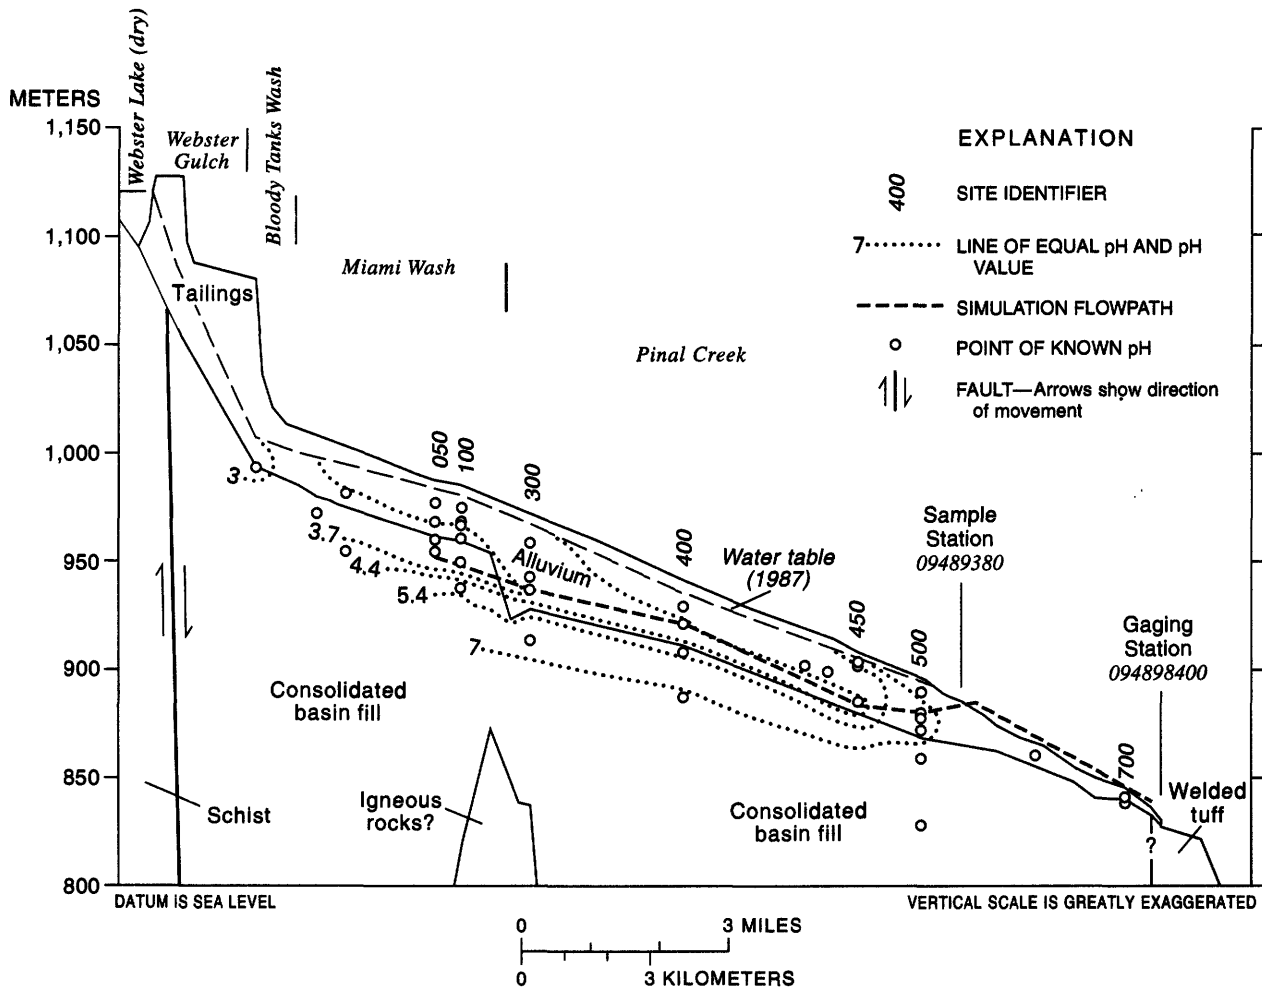 METERS
1,150
1,100
1,050
1,000
950
900
850
800
Webster Lake (dry)
Webster
Gulch
Bloody Tanks Wash
Miami Wash
Pinal Creek
EXPLANATION
400
SITE IDENTIFIER
7
LINE OF EQUAL pH AND pH
VALUE
SIMULATION FLOWPATH
POINT OF KNOWN pH
FAULT—Arrows show direction
of movement
Tailings
050
100
300
400
450
500
700
3
3.7
4.4
5.4
7
Alluvium
Water table
(1987)
Sample
Station
09489380
Gaging
Station
094898400
Consolidated
basin fill
Schist
Igneous
rocks?
Consolidated
basin fill
Welded
tuff
?
DATUM IS SEA LEVEL
VERTICAL SCALE IS GREATLY EXAGGERATED
0 3 MILES
0 3 KILOMETERS